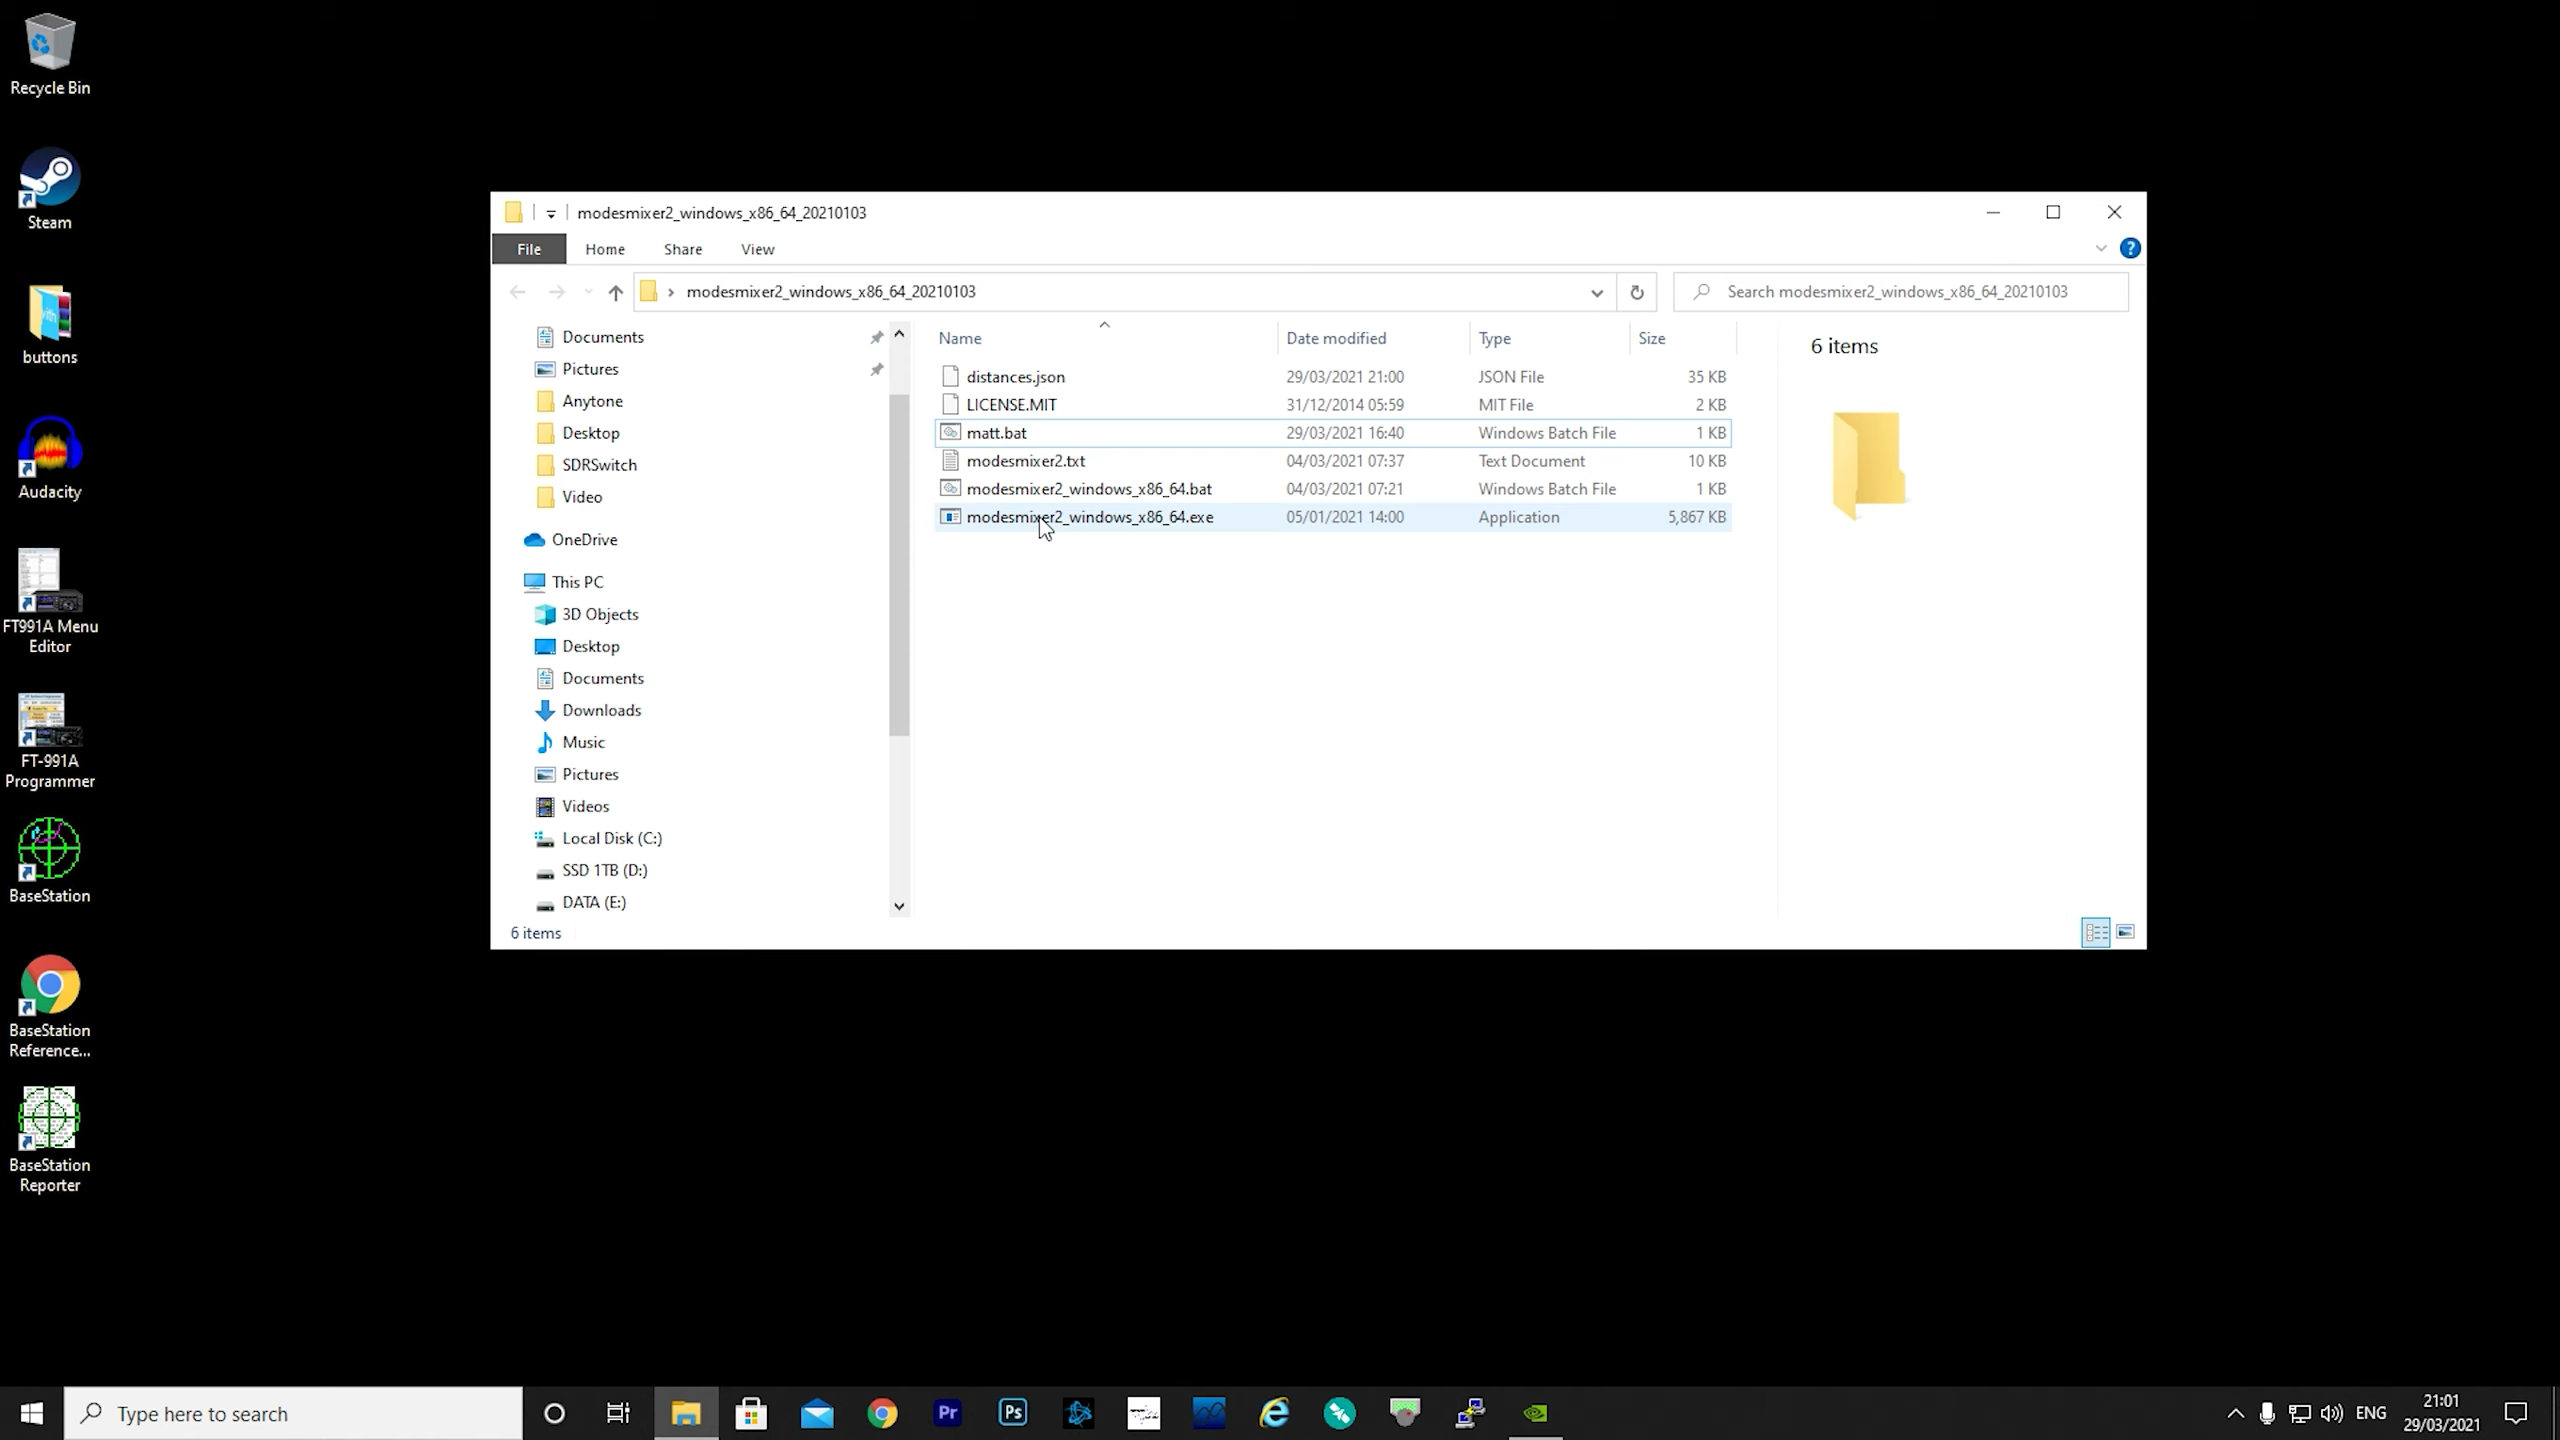 Recycle Bin
Steam
buttons
Audacity
FT991A Menu
Editor
FT-991A
Programmer
BaseStation
BaseStation
Reference...
BaseStation
Reporter
modesmixer2_windows_x86_64_20210103
File Home Share View
modesmixer2_windows_x86_64_20210103
Search modesmixer2_windows_x86_64_20210103
Documents
Pictures
Anytone
Desktop
SDRSwitch
Video
OneDrive
This PC
3D Objects
Desktop
Documents
Downloads
Music
Pictures
Videos
Local Disk (C:)
SSD 1TB (D:)
DATA (E:)
Name Date modified Type Size
distances.json 29/03/2021 21:00 JSON File 35 KB
LICENSE.MIT 31/12/2014 05:59 MIT File 2 KB
matt.bat 29/03/2021 16:40 Windows Batch File 1 KB
modesmixer2.txt 04/03/2021 07:37 Text Document 10 KB
modesmixer2_windows_x86_64.bat 04/03/2021 07:21 Windows Batch File 1 KB
modesmixer2_windows_x86_64.exe 05/01/2021 14:00 Application 5,867 KB
6 items
6 items
Type here to search
Pr
Ps
ENG
21:01
29/03/2021